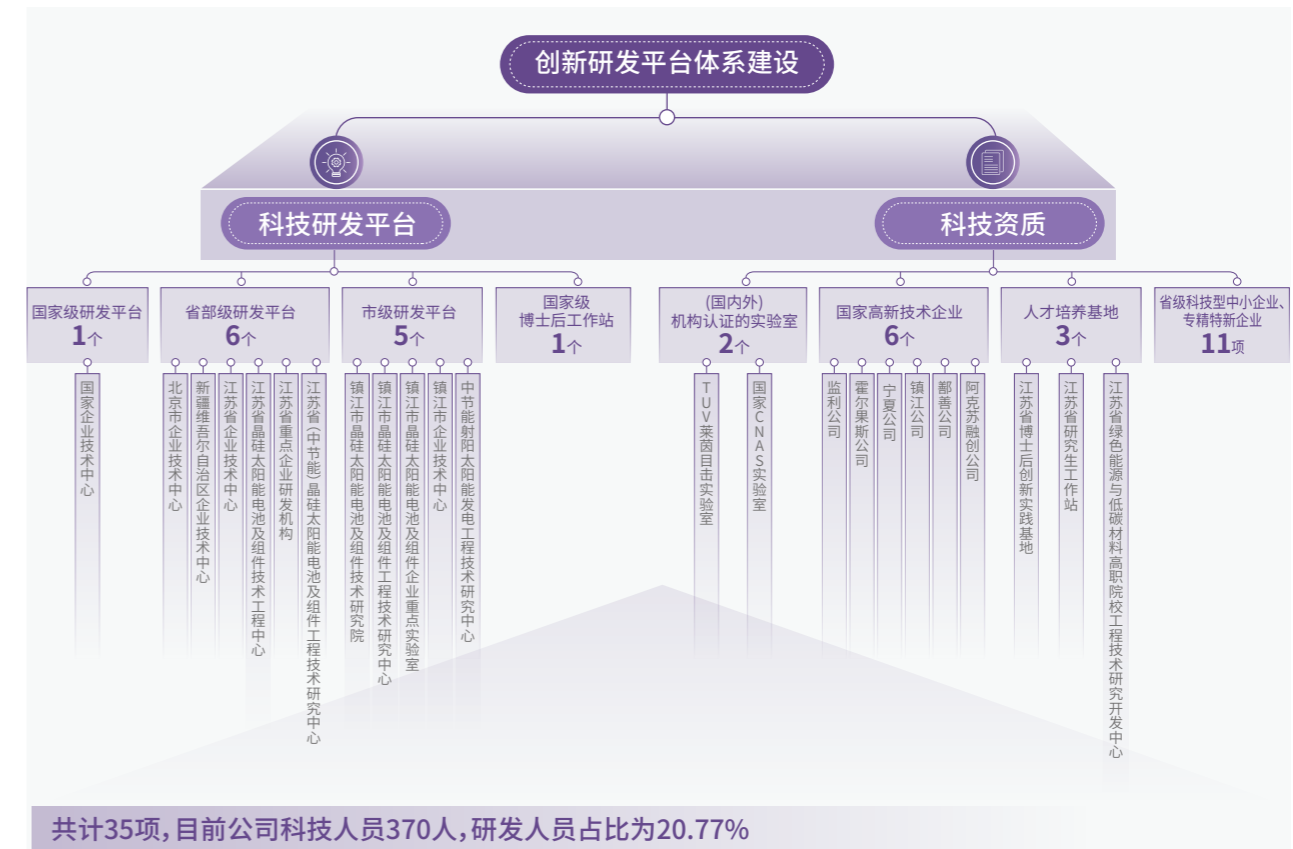 创新研发平台体系建设
科技研发平台
科技资质
国家级研发平台
1个
国家企业技术中心
省部级研发平台
6个
北京市企业技术中心
新疆维吾尔自治区企业技术中心
江苏省企业技术中心
江苏省晶硅太阳能电池及组件技术工程中心
江苏省重点企业研发机构
江苏省（中节能）晶硅太阳能电池及组件工程技术研究中心
市级研发平台
5个
镇江市晶硅太阳能电池及组件技术研究院
镇江市晶硅太阳能电池及组件工程技术研究中心
镇江市晶硅太阳能电池及组件企业重点实验室
镇江市企业技术中心
中节能射阳太阳能发电工程技术研究中心
国家级
博士后工作站
1个
(国内外)
机构认证的实验室
2个
TUV莱茵目击实验室
国家CNAS实验室
国家高新技术企业
6个
监利公司
霍尔果斯公司
宁夏公司
镇江公司
鄯善公司
阿克苏融创公司
人才培养基地
3个
江苏省博士后创新实践基地
江苏省研究生工作站
江苏省绿色能源与低碳材料高职院校工程技术研究开发中心
省级科技型中小企业、
专精特新企业
11项
共计35项,目前公司科技人员370人,研发人员占比为20.77%